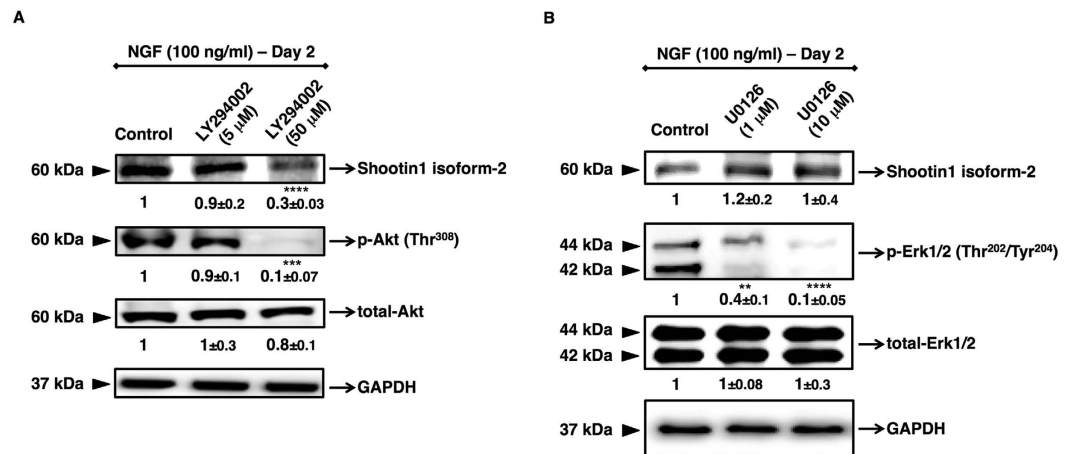 A
NGF (100 ng/ml) – Day 2
Control
LY294002
(5 µM)
LY294002
(50 µM)
60 kDa
Shootin1 isoform-2
1
0.9±0.2
****
0.3±0.03
60 kDa
p-Akt (Thr308)
1
0.9±0.1
***
0.1±0.07
60 kDa
total-Akt
1
1±0.3
0.8±0.1
37 kDa
GAPDH
B
NGF (100 ng/ml) – Day 2
Control
U0126
(1 µM)
U0126
(10 µM)
60 kDa
Shootin1 isoform-2
1
1.2±0.2
1±0.4
44 kDa
42 kDa
p-Erk1/2 (Thr202/Tyr204)
1
**
0.4±0.1
****
0.1±0.05
44 kDa
42 kDa
total-Erk1/2
1
1±0.08
1±0.3
37 kDa
GAPDH